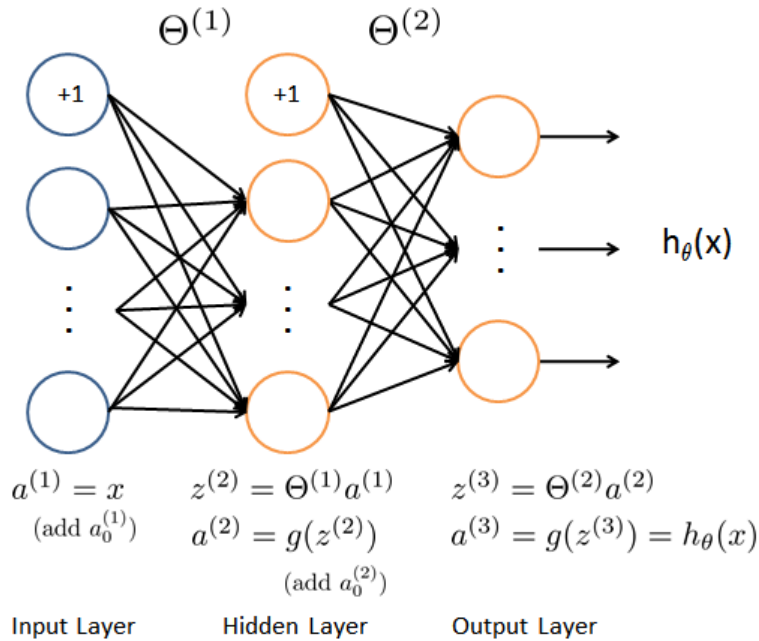 Θ^(1) Θ^(2)
+1 +1
⋮ ⋮ ⋮
h_θ(x)
a^(1) = x z^(2) = Θ^(1)a^(1) z^(3) = Θ^(2)a^(2)
(add a_0^(1)) a^(2) = g(z^(2)) a^(3) = g(z^(3)) = h_θ(x)
(add a_0^(2))
Input Layer Hidden Layer Output Layer